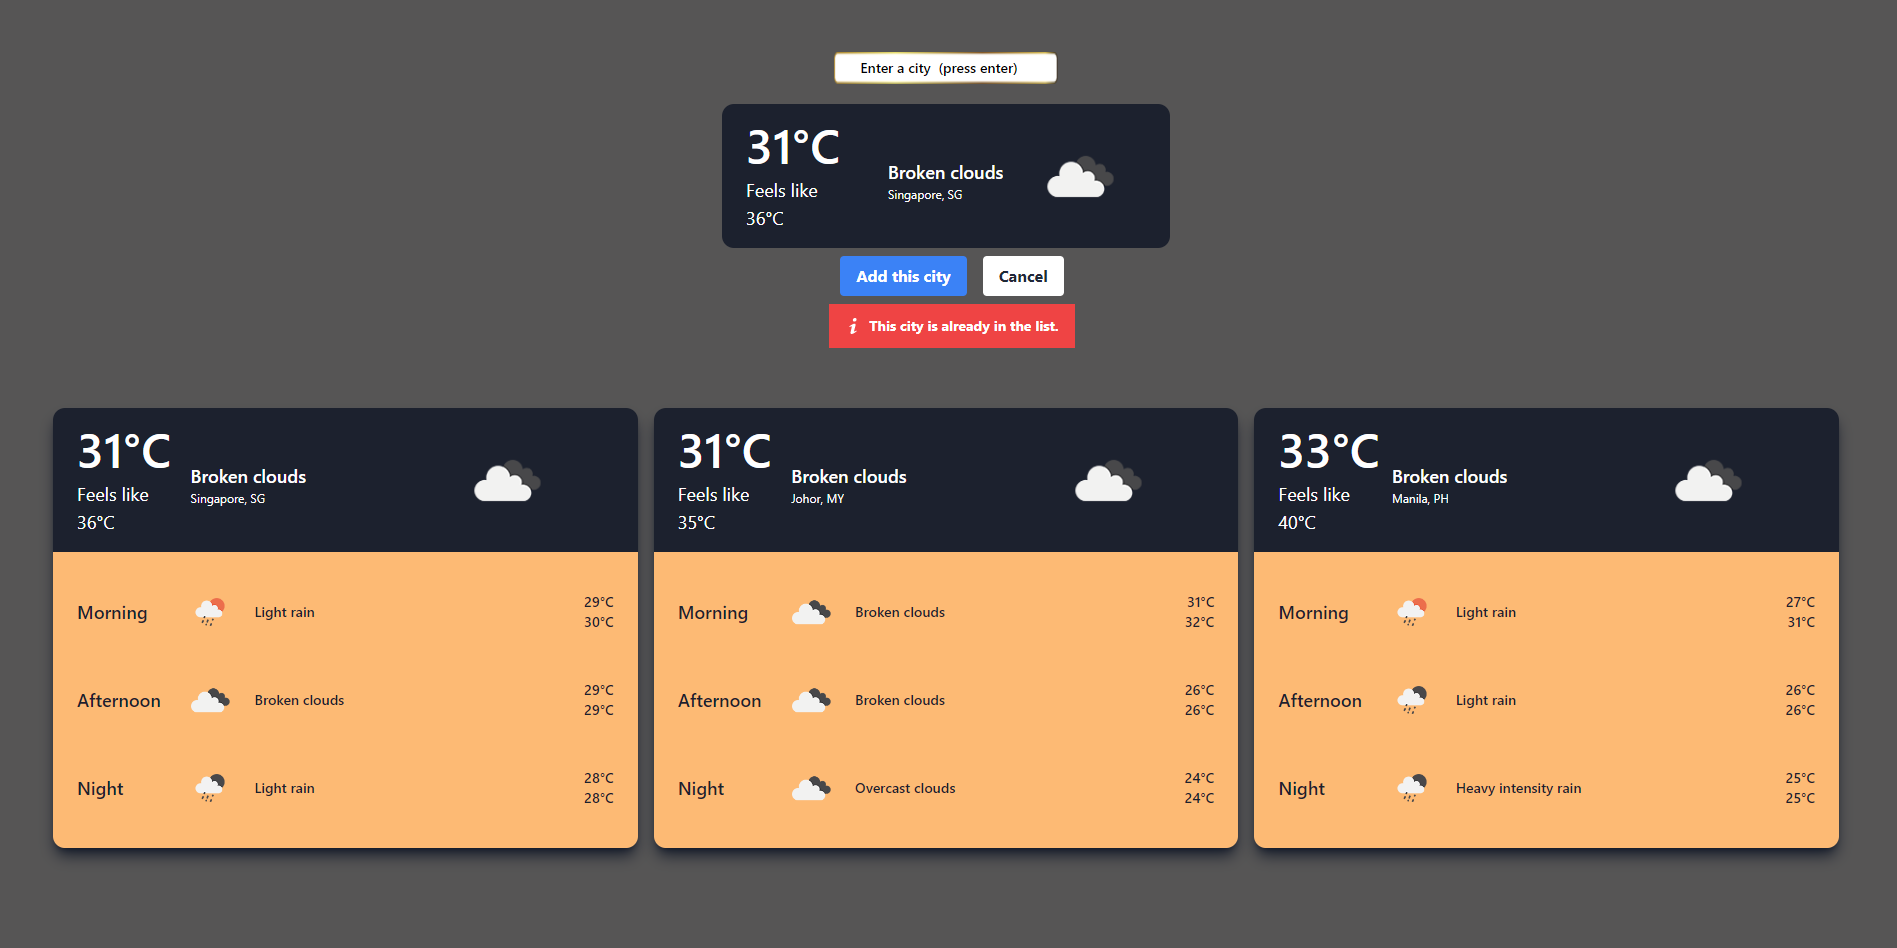 Enter a city  (press enter)
31°C
Feels like
36°C
Broken clouds
Singapore, SG
Add this city
Cancel
This city is already in the list.
31°C
Feels like
36°C
Broken clouds
Singapore, SG
Morning
Light rain
29°C
30°C
Afternoon
Broken clouds
29°C
29°C
Night
Light rain
28°C
28°C
31°C
Feels like
35°C
Broken clouds
Johor, MY
Morning
Broken clouds
31°C
32°C
Afternoon
Broken clouds
26°C
26°C
Night
Overcast clouds
24°C
24°C
33°C
Feels like
40°C
Broken clouds
Manila, PH
Morning
Light rain
27°C
31°C
Afternoon
Light rain
26°C
26°C
Night
Heavy intensity rain
25°C
25°C